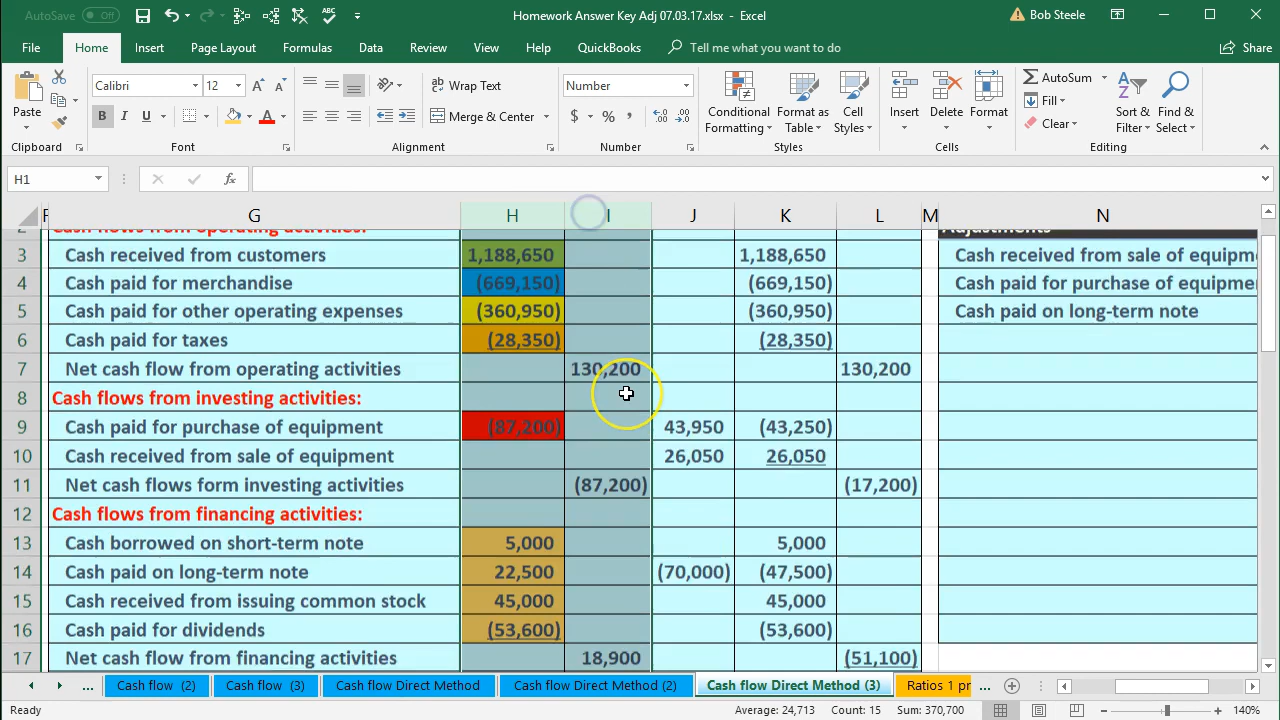 AutoSave Off Homework Answer Key Adj 07.03.17.xlsx - Excel Bob Steele
File Home Insert Page Layout Formulas Data Review View Help QuickBooks Tell me what you want to do Share
Calibri 12 Wrap Text Number AutoSum
Paste Conditional Formatting Format as Table Cell Styles Insert Delete Format Fill Sort & Filter Find & Select
B I U Merge & Center $ % Clear
Clipboard Font Alignment Number Styles Cells Editing
H1 fx
F G H I J K L M N
2 Cash flows from operating activities: Adjustments
3 Cash received from customers 1,188,650 1,188,650 Cash received from sale of equipm
4 Cash paid for merchandise (669,150) (669,150) Cash paid for purchase of equipme
5 Cash paid for other operating expenses (360,950) (360,950) Cash paid on long-term note
6 Cash paid for taxes (28,350) (28,350)
7 Net cash flow from operating activities 130,200 130,200
8 Cash flows from investing activities:
9 Cash paid for purchase of equipment (87,200) 43,950 (43,250)
10 Cash received from sale of equipment 26,050 26,050
11 Net cash flows form investing activities (87,200) (17,200)
12 Cash flows from financing activities:
13 Cash borrowed on short-term note 5,000 5,000
14 Cash paid on long-term note 22,500 (70,000) (47,500)
15 Cash received from issuing common stock 45,000 45,000
16 Cash paid for dividends (53,600) (53,600)
17 Net cash flow from financing activities 18,900 (51,100)
... Cash flow (2) Cash flow (3) Cash flow Direct Method Cash flow Direct Method (2) Cash flow Direct Method (3) Ratios 1 pr ...
Ready Average: 24,713 Count: 15 Sum: 370,700 140%